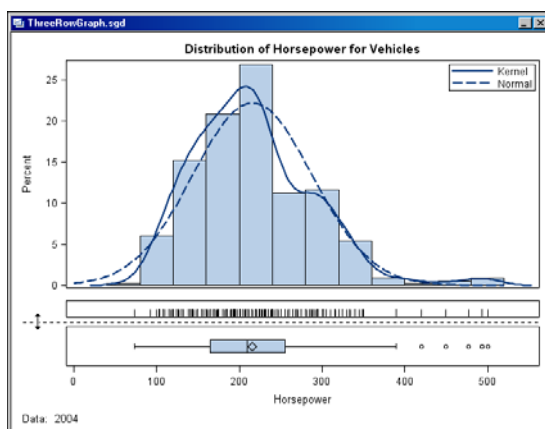 ThreeRowGraph.sgd
Distribution of Horsepower for Vehicles
Kernel
Normal
25
20
15
10
5
0
Percent
0 100 200 300 400 500
Horsepower
Data: 2004